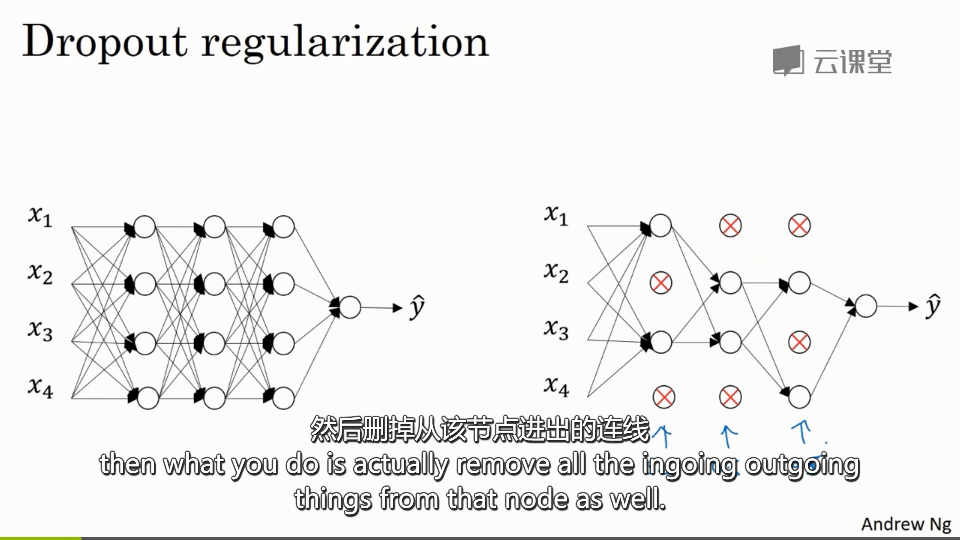 Dropout regularization
云课堂
x₁
x₂
x₃
x₄
ŷ
x₁
x₂
x₃
x₄
ŷ
然后删掉从该节点进出的连线
then what you do is actually remove all the ingoing outgoing
things from that node as well.
Andrew Ng